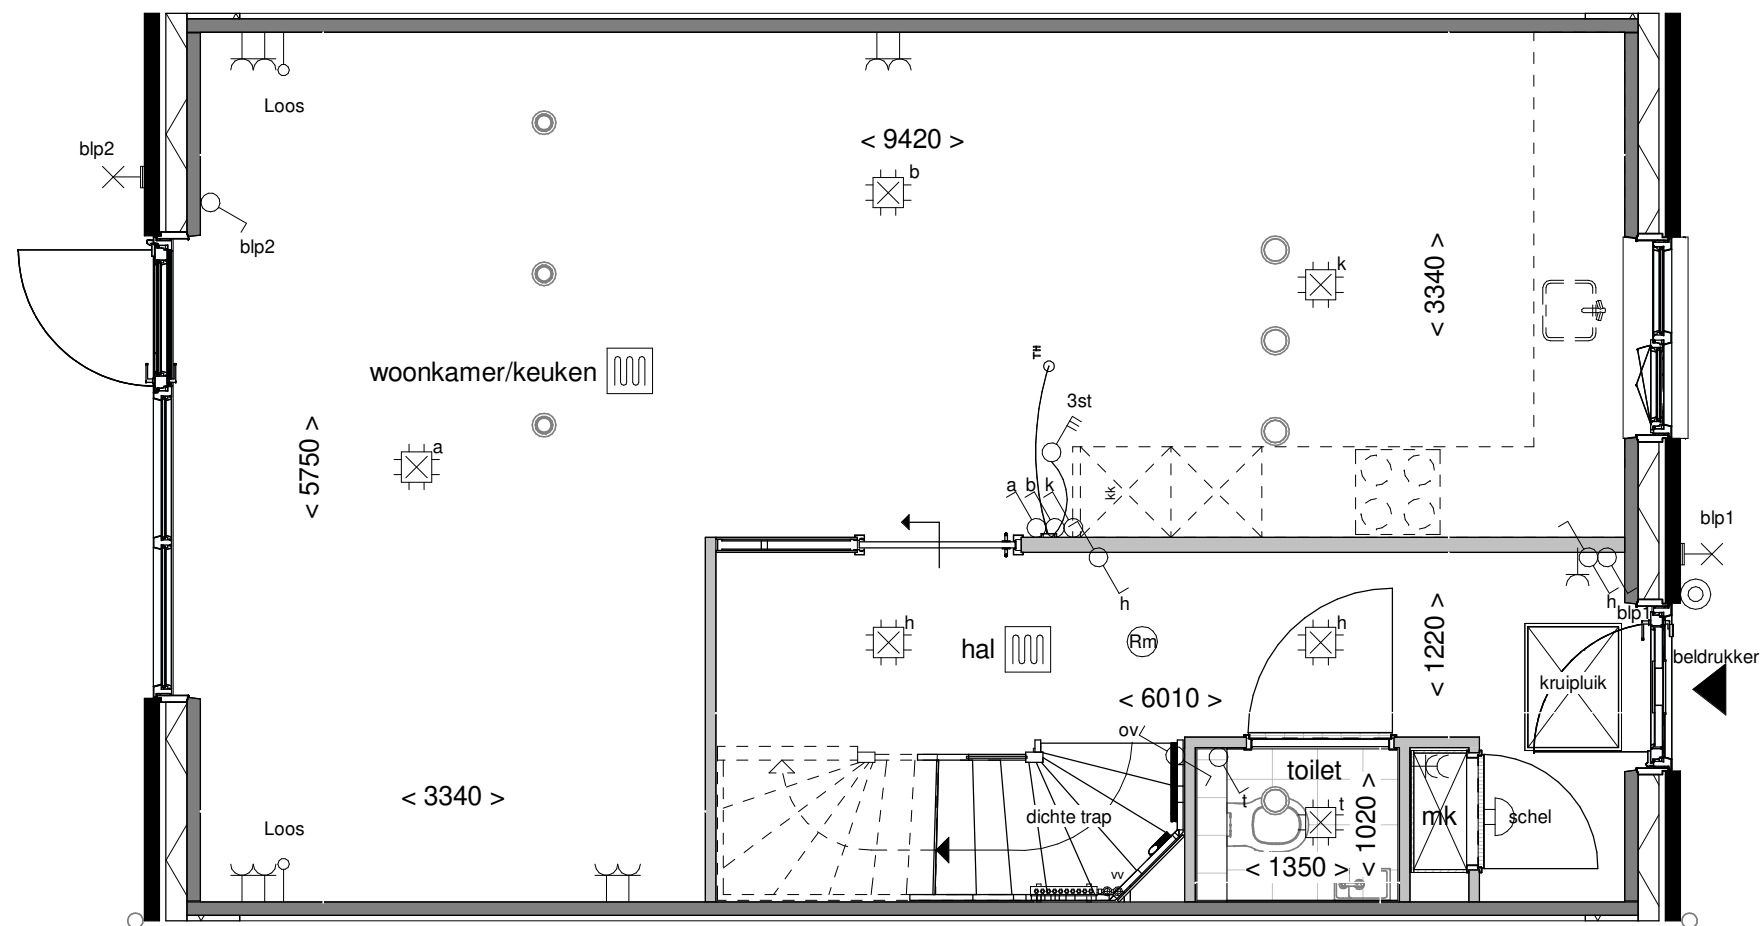 Loos
< 9420 >
blp2
b
blp2
k
< 3340 >
TH
woonkamer/keuken
3st
a
< 5750 >
a b k
kk
blp1
h
h
blp1
h
hal
Rm
h
< 1220 >
beldrukker
kruipluik
< 6010 >
ov
toilet
< 3340 >
t
t
< 1020 >
mk
schel
dichte trap
Loos
< 1350 >
vv